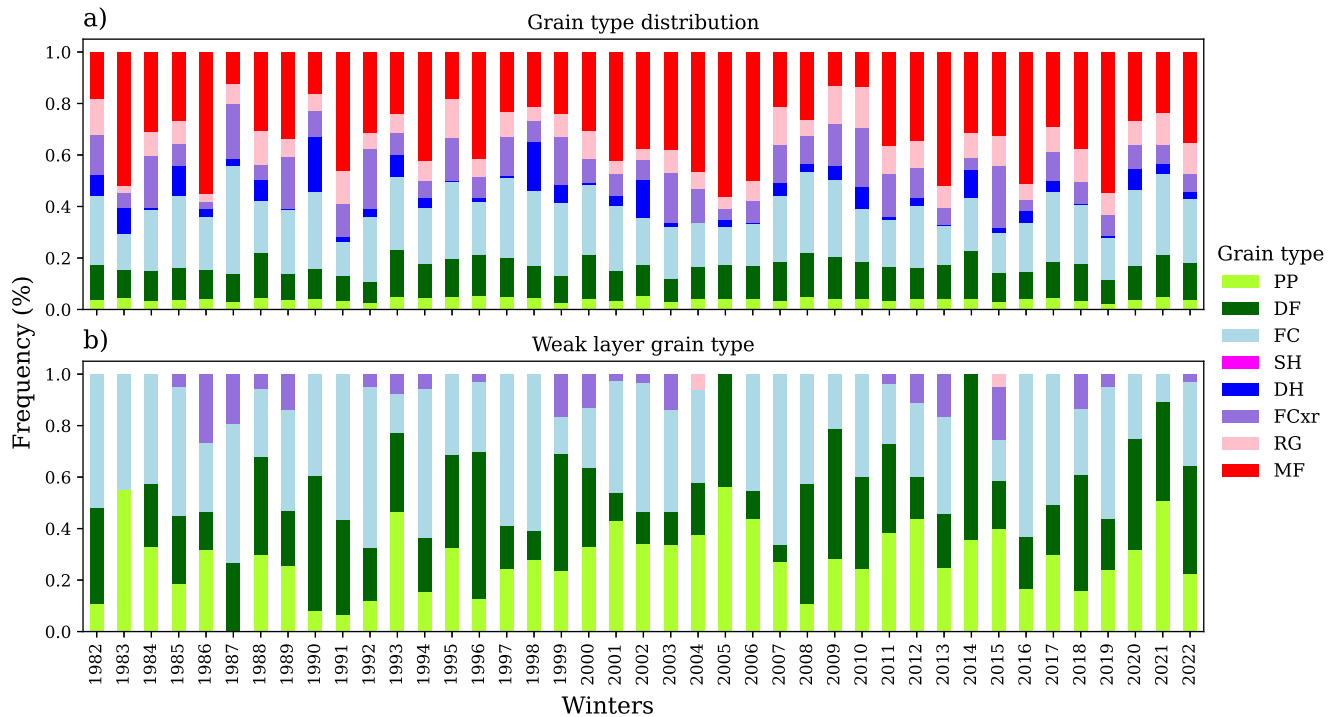 a)
Grain type distribution
1.0
0.8
0.6
0.4
0.2
0.0
b)
Weak layer grain type
1.0
0.8
0.6
0.4
0.2
0.0
Frequency (%)
1982 1983 1984 1985 1986 1987 1988 1989 1990 1991 1992 1993 1994 1995 1996 1997 1998 1999 2000 2001 2002 2003 2004 2005 2006 2007 2008 2009 2010 2011 2012 2013 2014 2015 2016 2017 2018 2019 2020 2021 2022
Winters
Grain type
PP
DF
FC
SH
DH
FCxr
RG
MF